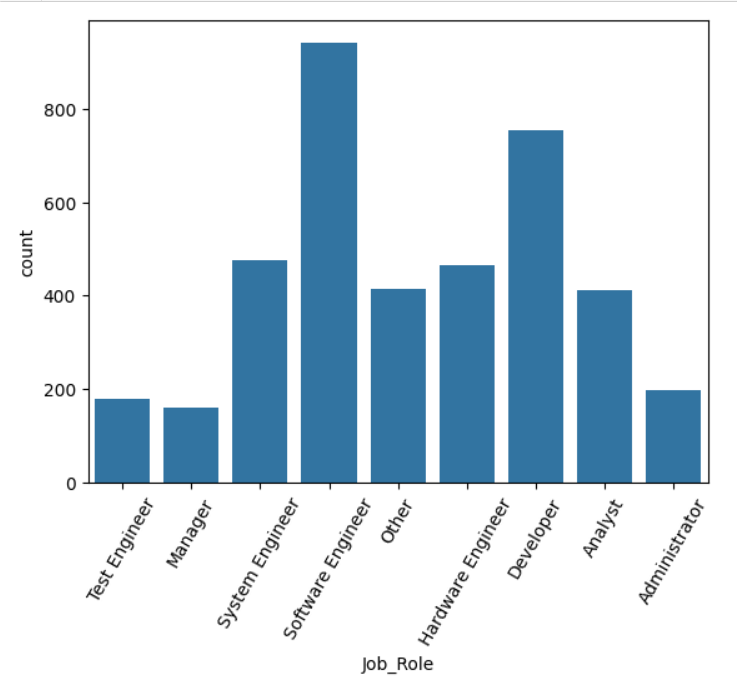 800
600
400
200
0
count
Test Engineer
Manager
System Engineer
Software Engineer
Other
Hardware Engineer
Developer
Analyst
Administrator
Job_Role